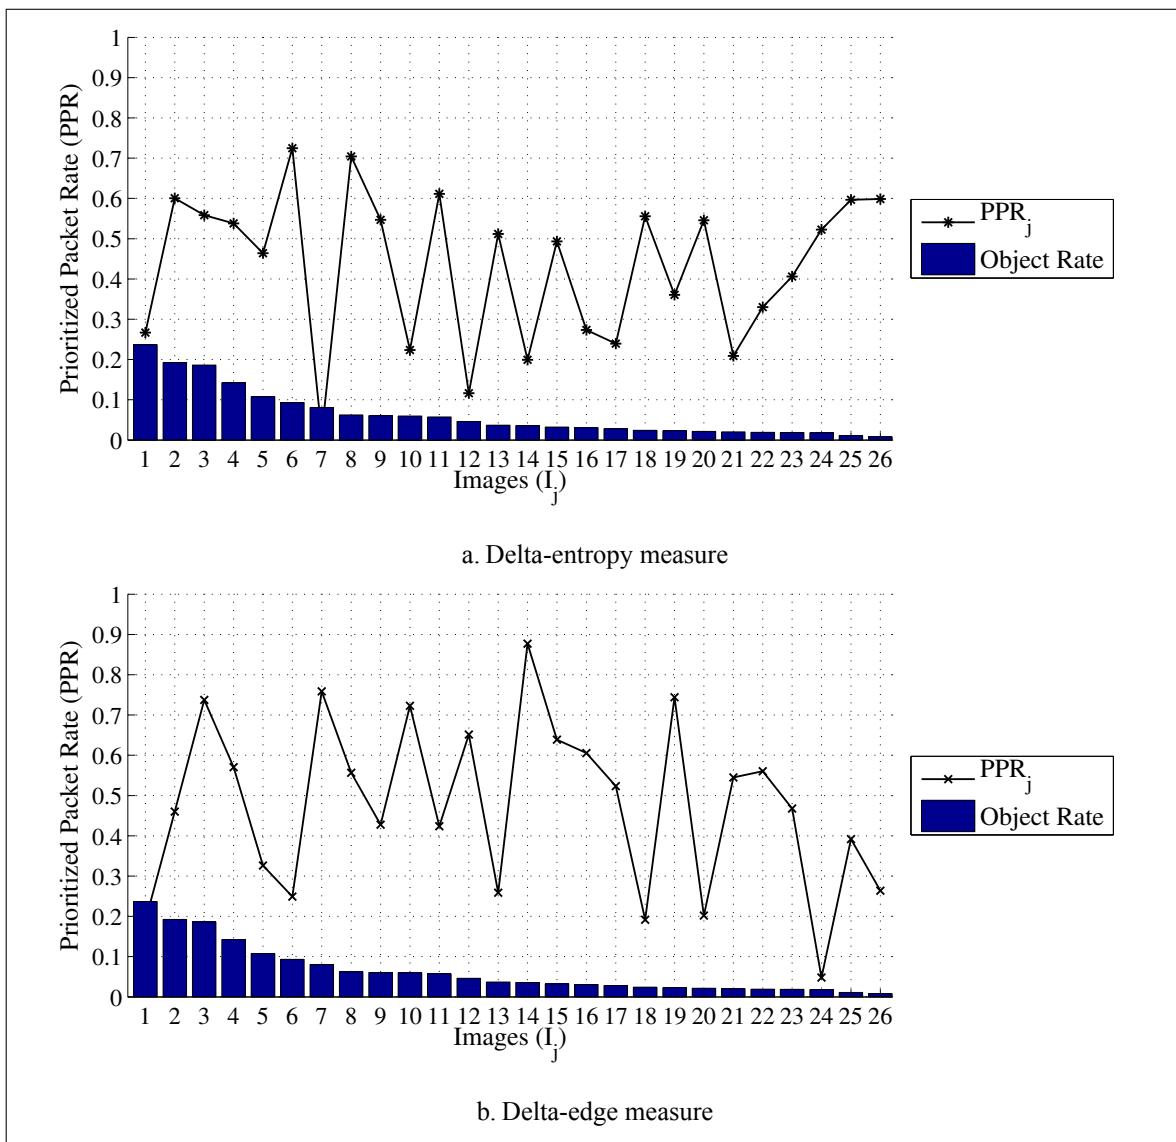 1
0.9
0.8
0.7
0.6
0.5
0.4
0.3
0.2
0.1
0
Prioritized Packet Rate (PPR)
1 2 3 4 5 6 7 8 9 10 11 12 13 14 15 16 17 18 19 20 21 22 23 24 25 26
Images (I_j)
PPR_j
Object Rate
a. Delta-entropy measure
1
0.9
0.8
0.7
0.6
0.5
0.4
0.3
0.2
0.1
0
Prioritized Packet Rate (PPR)
1 2 3 4 5 6 7 8 9 10 11 12 13 14 15 16 17 18 19 20 21 22 23 24 25 26
Images (I_j)
PPR_j
Object Rate
b. Delta-edge measure